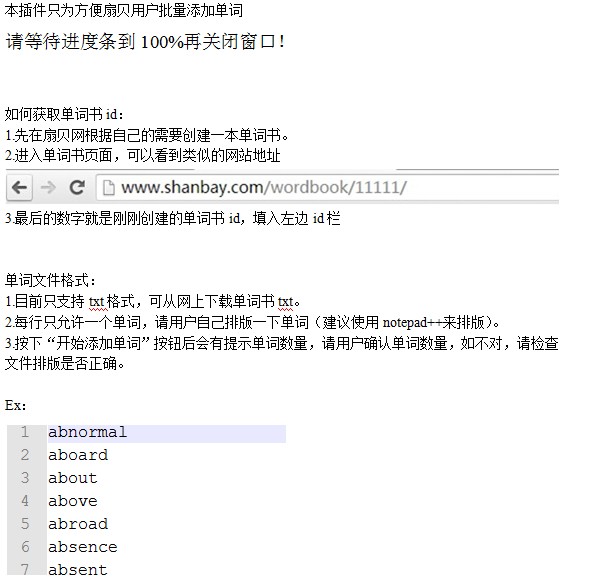 本插件只为方便扇贝用户批量添加单词
请等待进度条到 100%再关闭窗口！
如何获取单词书 id：
1.先在扇贝网根据自己的需要创建一本单词书。
2.进入单词书页面，可以看到类似的网站地址
www.shanbay.com/wordbook/11111/
3.最后的数字就是刚刚创建的单词书 id，填入左边 id 栏
单词文件格式：
1.目前只支持 txt 格式，可从网上下载单词书 txt。
2.每行只允许一个单词，请用户自己排版一下单词（建议使用 notepad++来排版）。
3.按下“开始添加单词”按钮后会有提示单词数量，请用户确认单词数量，如不对，请检查
文件排版是否正确。
Ex：
1 abnormal
2 aboard
3 about
4 above
5 abroad
6 absence
7 absent